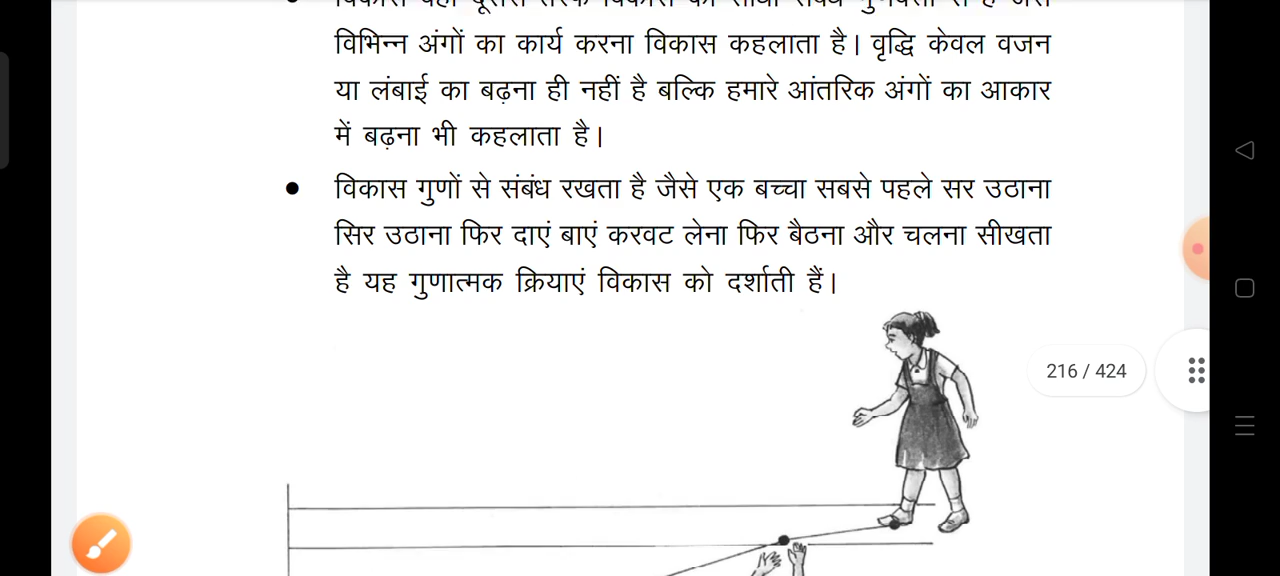 विभिन्न अंगों का कार्य करना विकास कहलाता है। वृद्धि केवल वजन
या लंबाई का बढ़ना ही नहीं है बल्कि हमारे आंतरिक अंगों का आकार
में बढ़ना भी कहलाता है।
● विकास गुणों से संबंध रखता है जैसे एक बच्चा सबसे पहले सर उठाना
सिर उठाना फिर दाएं बाएं करवट लेना फिर बैठना और चलना सीखता
है यह गुणात्मक क्रियाएं विकास को दर्शाती हैं।
216 / 424